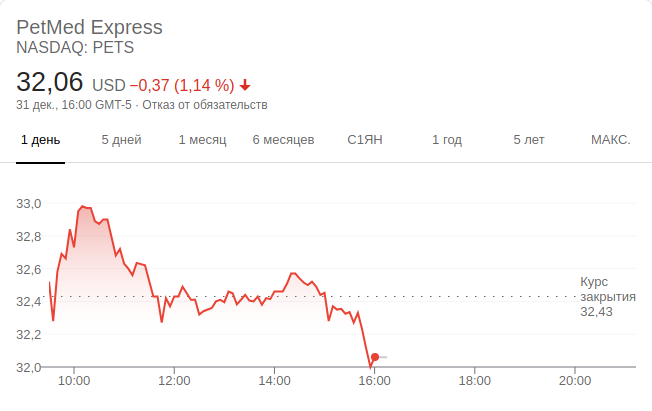 PetMed Express
NASDAQ: PETS
32,06 USD −0,37 (1,14 %)
31 дек., 16:00 GMT-5 · Отказ от обязательств
1 день 5 дней 1 месяц 6 месяцев С1ЯН 1 год 5 лет МАКС.
33,0
32,8
32,6
32,4
32,2
32,0
Курс
закрытия
32,43
10:00 12:00 14:00 16:00 18:00 20:00